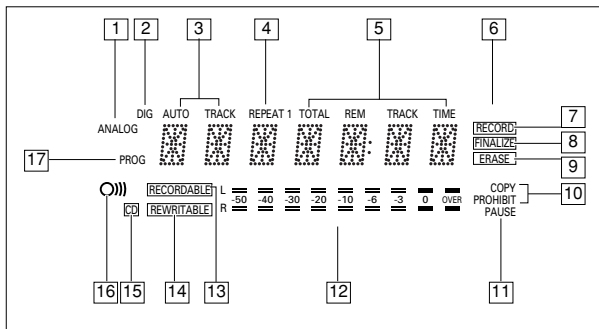 1 2 3 4 5 6
DIG AUTO TRACK REPEAT 1 TOTAL REM TRACK TIME
7
ANALOG
RECORD
FINALIZE 8
17 PROG
ERASE 9
RECORDABLE L
COPY
-50 -40 -30 -20 -10 -6 -3 0 OVER
PROHIBIT 10
CD REWRITABLE R
PAUSE
16 15 14 13 12 11